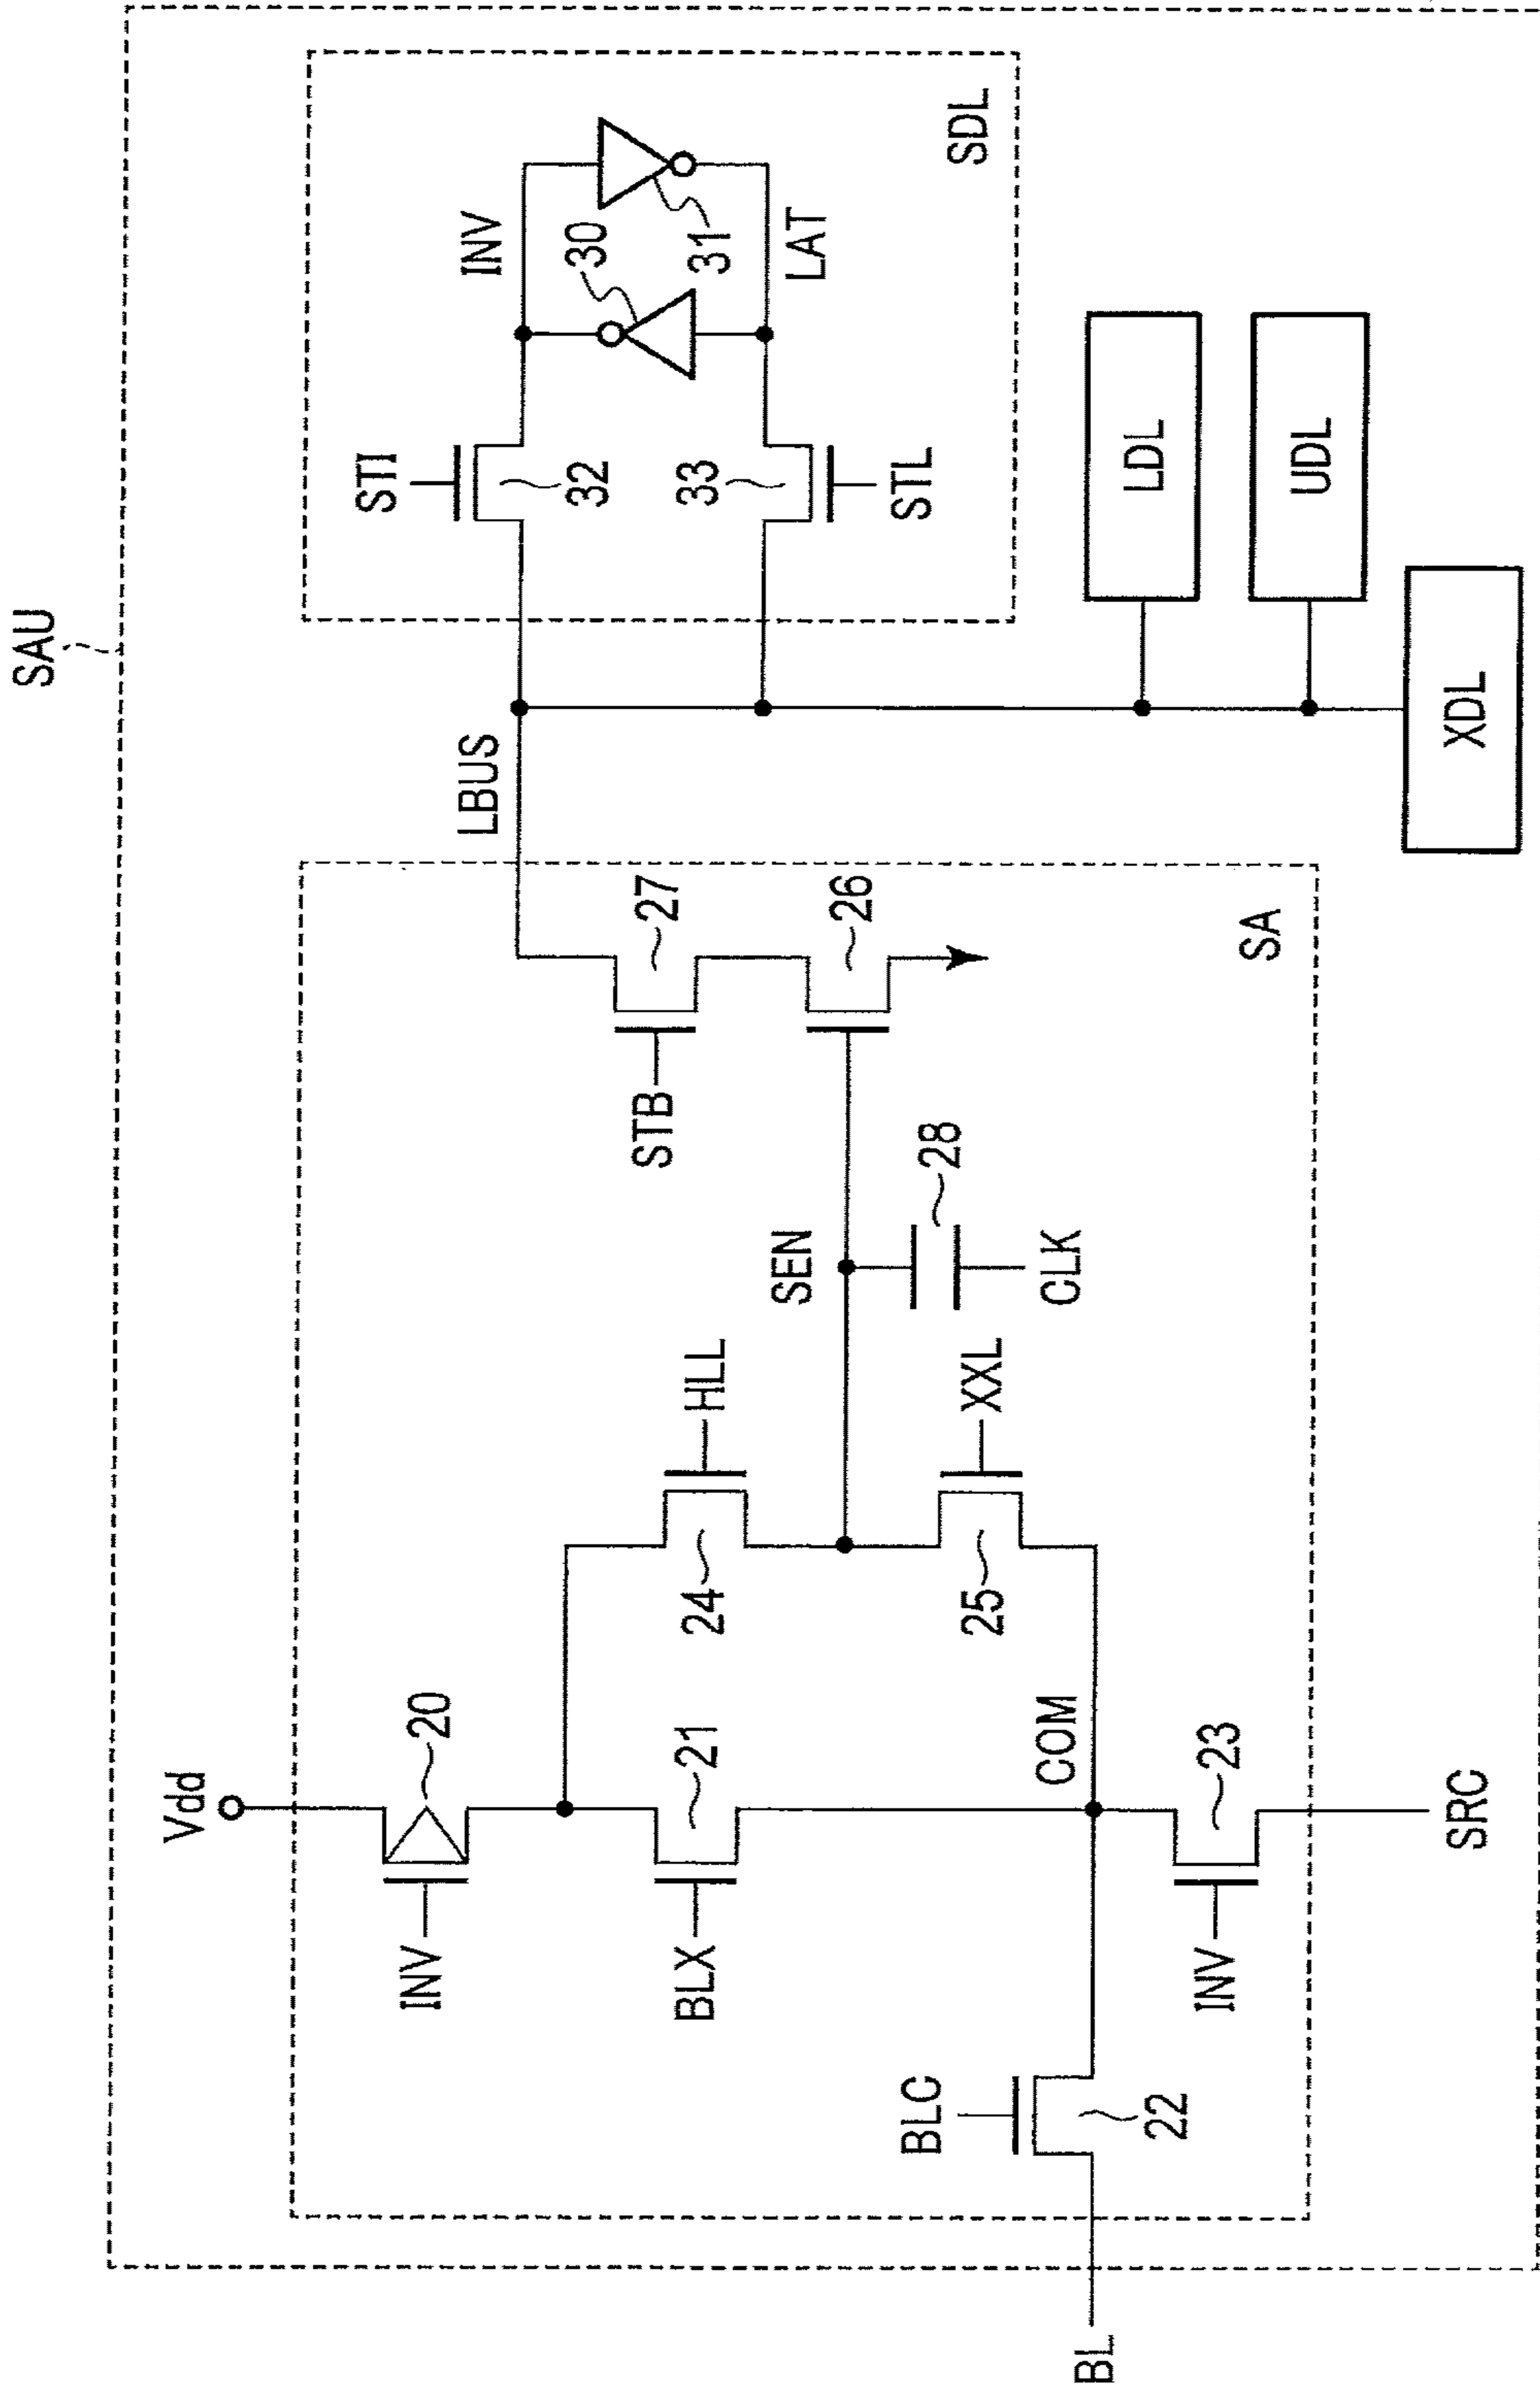 SAU
Vdd
INV
20
BLX
21
HLL
24
SEN
28
CLK
XXL
25
COM
BLC
22
BL
INV
23
SRC
STB
27
26
SA
LBUS
STI
32
33
STL
INV
30
31
LAT
SDL
LDL
UDL
XDL